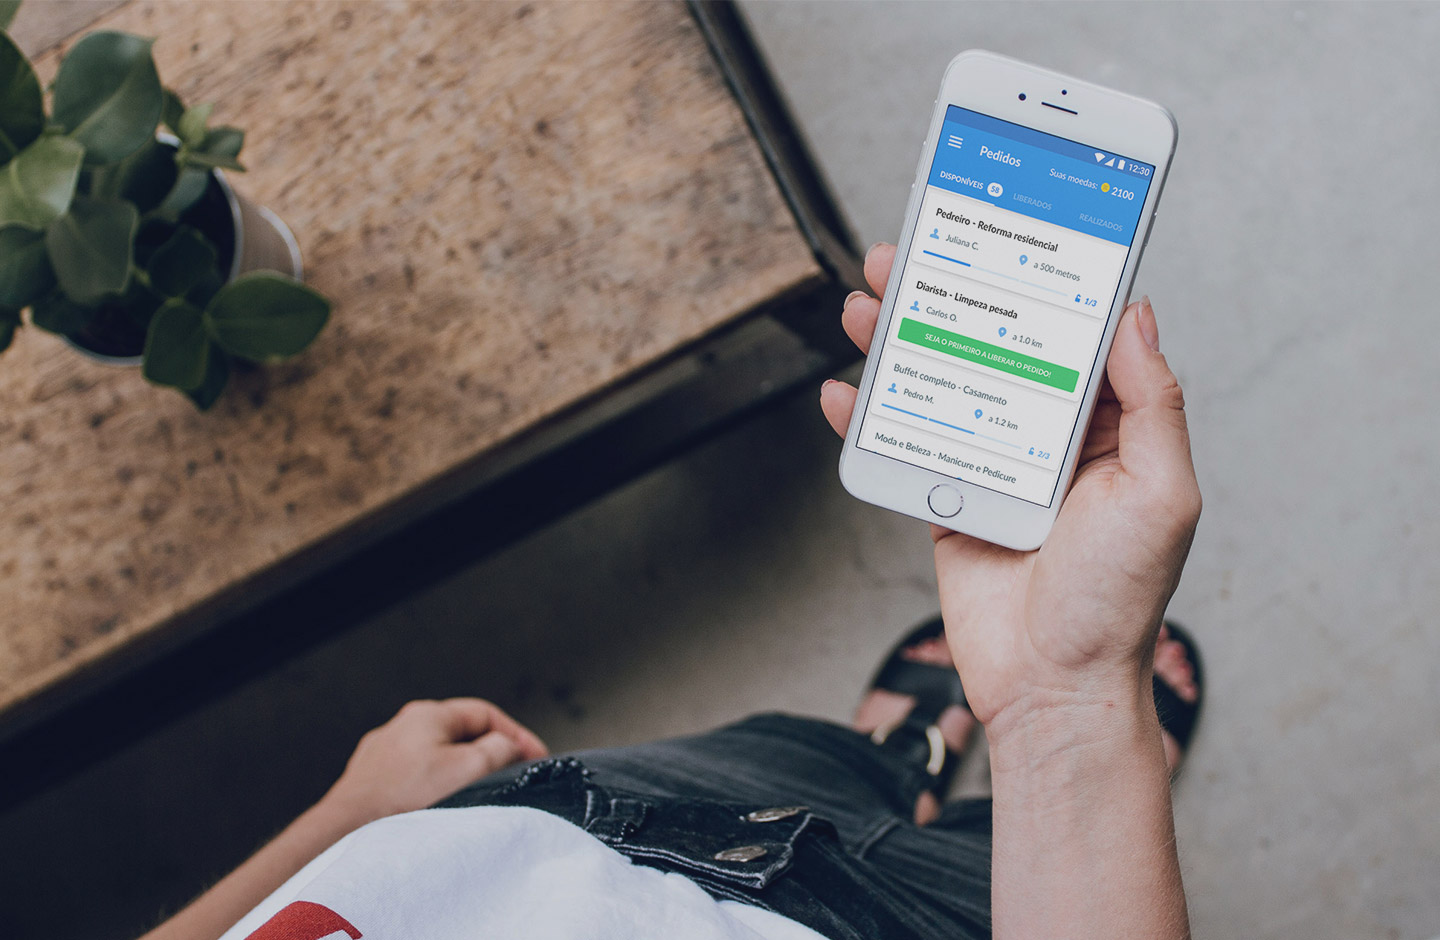 12:30
Pedidos
Suas moedas: 2100
DISPONÍVEIS 58 LIBERADOS REALIZADOS
Pedreiro - Reforma residencial
Juliana C. a 500 metros
1/3
Diarista - Limpeza pesada
Carlos O. a 1.0 km
SEJA O PRIMEIRO A LIBERAR O PEDIDO!
Buffet completo - Casamento
Pedro M. a 1.2 km
2/3
Moda e Beleza - Manicure e Pedicure